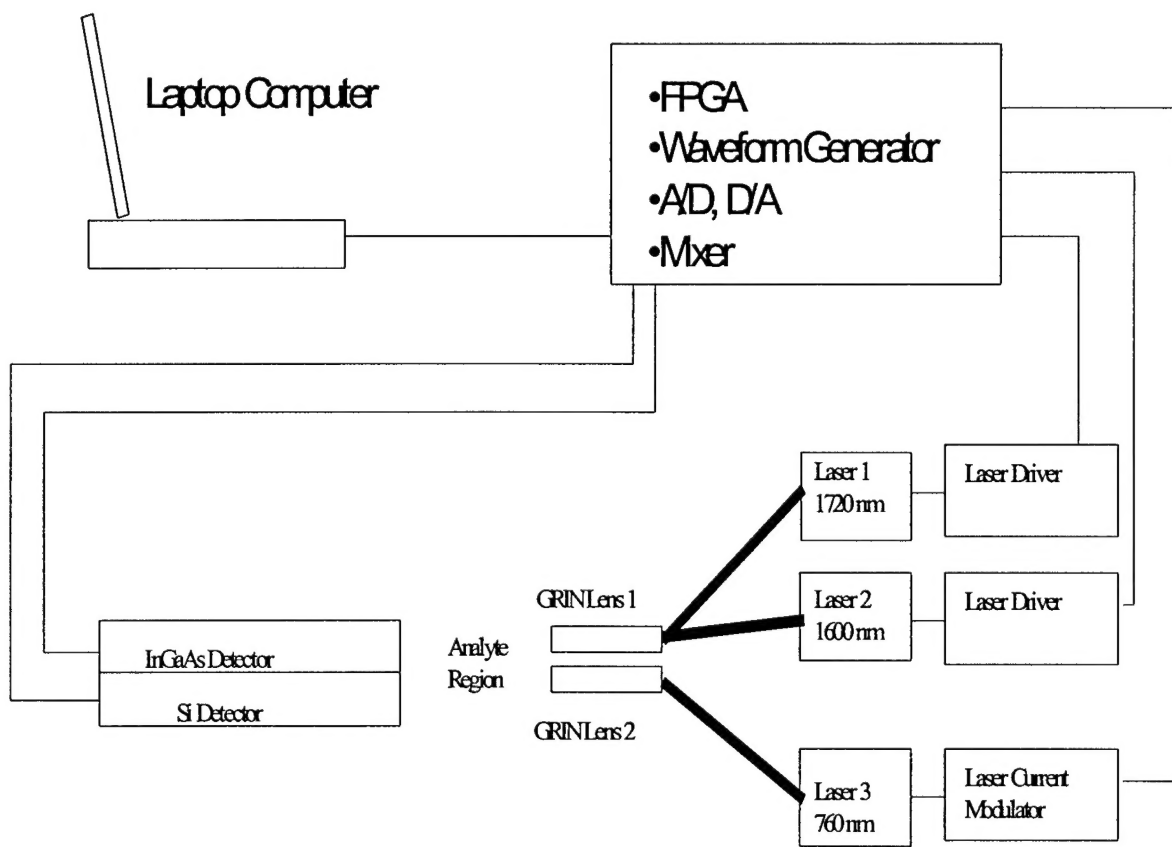 Laptop Computer
•FPGA
•Waveform Generator
•A/D, D/A
•Mixer
Laser 1
1720 nm
Laser Driver
Laser 2
1600 nm
Laser Driver
GRIN Lens 1
Analyte
Region
GRIN Lens 2
InGaAs Detector
Si Detector
Laser 3
760 nm
Laser Current
Modulator